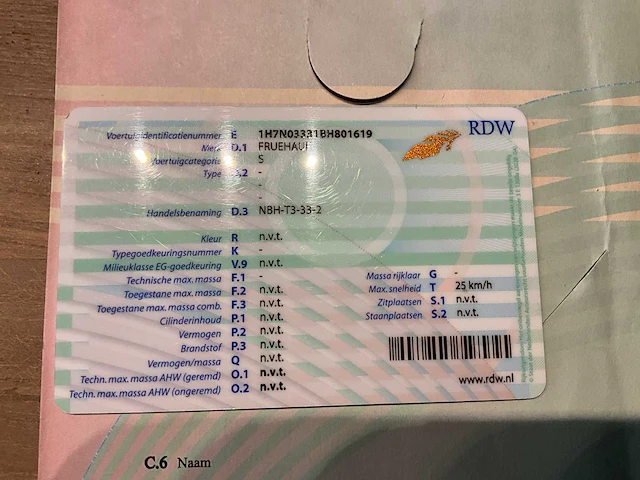 RDW
Voertuigidentificatienummer E 1H7N03331BH801619
Merk D.1 FRUEHAUF
Voertuigcategorie S
Type D.2 -
-
-
Handelsbenaming D.3 NBH-T3-33-2
Kleur R n.v.t.
Typegoedkeuringsnummer K -
Milieuklasse EG-goedkeuring V.9 n.v.t.
Technische max. massa F.1 -
Toegestane max. massa F.2 n.v.t.
Toegestane max. massa comb. F.3 n.v.t.
Cilinderinhoud P.1 n.v.t.
Vermogen P.2 n.v.t.
Brandstof P.3 n.v.t.
Vermogen/massa Q n.v.t.
Techn. max. massa AHW (geremd) O.1 n.v.t.
Techn. max. massa AHW (ongeremd) O.2 n.v.t.
Massa rijklaar G -
Max. snelheid T 25 km/h
Zitplaatsen S.1 n.v.t.
Staanplaatsen S.2 n.v.t.
www.rdw.nl
C.6 Naam